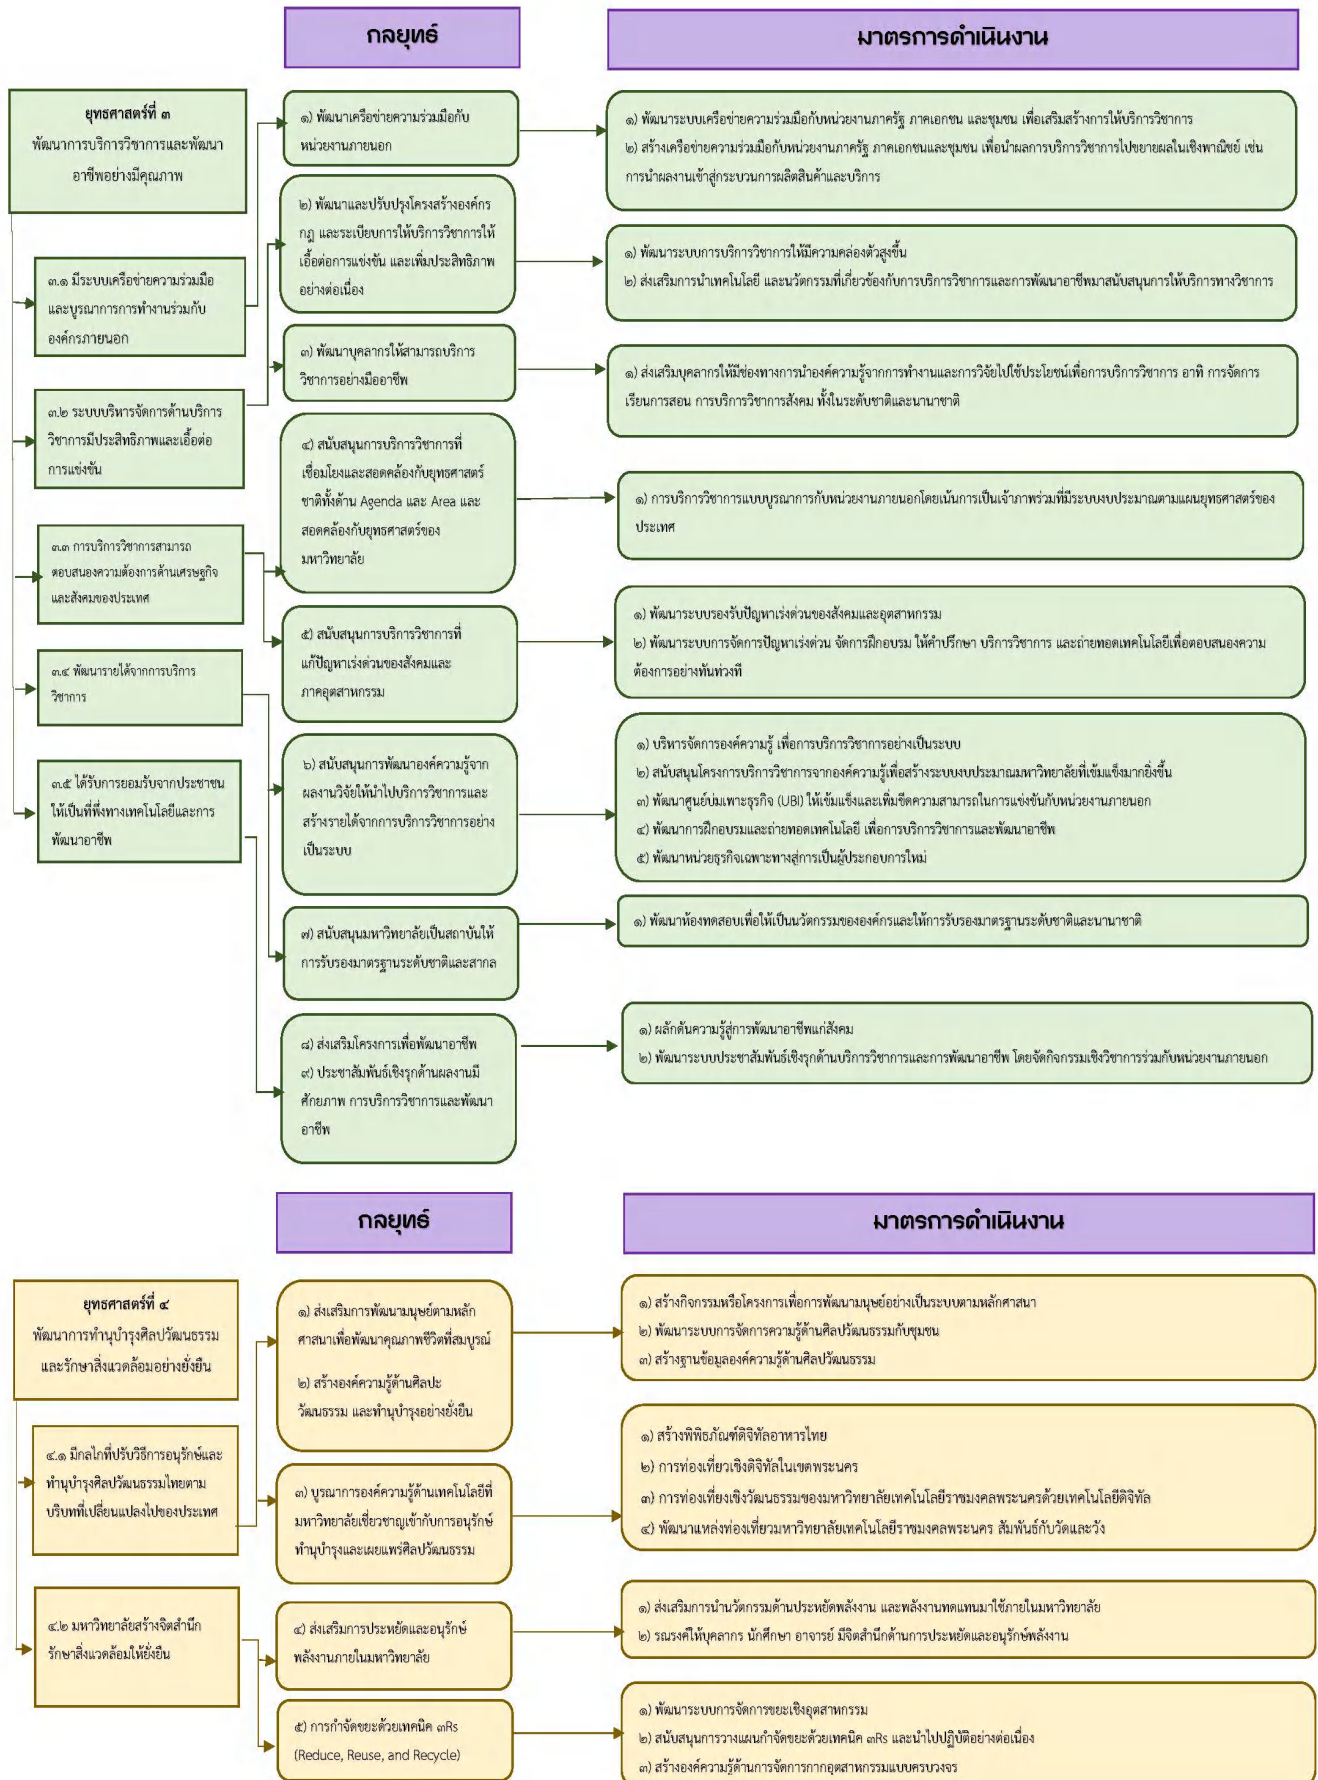 กลยุทธ์
มาตรการดำเนินงาน
ยุทธศาสตร์ที่ ๓
พัฒนาการบริการวิชาการและพัฒนา
อาชีพอย่างมีคุณภาพ
๓.๑ มีระบบเครือข่ายความร่วมมือ
และบูรณาการการทำงานร่วมกับ
องค์กรภายนอก
๓.๒ ระบบบริหารจัดการด้านบริการ
วิชาการมีประสิทธิภาพและเอื้อต่อ
การแข่งขัน
๓.๓ การบริการวิชาการสามารถ
ตอบสนองความต้องการด้านเศรษฐกิจ
และสังคมของประเทศ
๓.๔ พัฒนารายได้จากการบริการ
วิชาการ
๓.๕ ได้รับการยอมรับจากประชาชน
ให้เป็นที่พึ่งทางเทคโนโลยีและการ
พัฒนาอาชีพ
๑) พัฒนาเครือข่ายความร่วมมือกับ
หน่วยงานภายนอก
๒) พัฒนาและปรับปรุงโครงสร้างองค์กร
กฎ และระเบียบการให้บริการวิชาการให้
เอื้อต่อการแข่งขัน และเพิ่มประสิทธิภาพ
อย่างต่อเนื่อง
๓) พัฒนาบุคลากรให้สามารถบริการ
วิชาการอย่างมืออาชีพ
๔) สนับสนุนการบริการวิชาการที่
เชื่อมโยงและสอดคล้องกับยุทธศาสตร์
ชาติทั้งด้าน Agenda และ Area และ
สอดคล้องกับยุทธศาสตร์ของ
มหาวิทยาลัย
๕) สนับสนุนการบริการวิชาการที่
แก้ปัญหาเร่งด่วนของสังคมและ
ภาคอุตสาหกรรม
๖) สนับสนุนการพัฒนาองค์ความรู้จาก
ผลงานวิจัยให้นำไปบริการวิชาการและ
สร้างรายได้จากการบริการวิชาการอย่าง
เป็นระบบ
๗) สนับสนุนมหาวิทยาลัยเป็นสถาบันให้
การรับรองมาตรฐานระดับชาติและสากล
๘) ส่งเสริมโครงการเพื่อพัฒนาอาชีพ
๙) ประชาสัมพันธ์เชิงรุกด้านผลงานมี
ศักยภาพ การบริการวิชาการและพัฒนา
อาชีพ
๑) พัฒนาระบบเครือข่ายความร่วมมือกับหน่วยงานภาครัฐ ภาคเอกชน และชุมชน เพื่อเสริมสร้างการให้บริการวิชาการ
๒) สร้างเครือข่ายความร่วมมือกับหน่วยงานภาครัฐ ภาคเอกชนและชุมชน เพื่อนำผลการบริการวิชาการไปขยายผลในเชิงพาณิชย์ เช่น
การนำผลงานเข้าสู่กระบวนการผลิตสินค้าและบริการ
๑) พัฒนาระบบการบริการวิชาการให้มีความคล่องตัวสูงขึ้น
๒) ส่งเสริมการนำเทคโนโลยี และนวัตกรรมที่เกี่ยวข้องกับการบริการวิชาการและการพัฒนาอาชีพมาสนับสนุนการให้บริการทางวิชาการ
๑) ส่งเสริมบุคลากรให้มีช่องทางการนำองค์ความรู้จากการทำงานและการวิจัยไปใช้ประโยชน์เพื่อการบริการวิชาการ อาทิ การจัดการ
เรียนการสอน การบริการวิชาการสังคม ทั้งในระดับชาติและนานาชาติ
๑) การบริการวิชาการแบบบูรณาการกับหน่วยงานภายนอกโดยเน้นการเป็นเจ้าภาพร่วมที่มีระบบงบประมาณตามแผนยุทธศาสตร์ของ
ประเทศ
๑) พัฒนาระบบรองรับปัญหาเร่งด่วนของสังคมและอุตสาหกรรม
๒) พัฒนาระบบการจัดการปัญหาเร่งด่วน จัดการฝึกอบรม ให้คำปรึกษา บริการวิชาการ และถ่ายทอดเทคโนโลยีเพื่อตอบสนองความ
ต้องการอย่างทันท่วงที
๑) บริหารจัดการองค์ความรู้ เพื่อการบริการวิชาการอย่างเป็นระบบ
๒) สนับสนุนโครงการบริการวิชาการจากองค์ความรู้เพื่อสร้างระบบงบประมาณมหาวิทยาลัยที่เข้มแข็งมากยิ่งขึ้น
๓) พัฒนาศูนย์บ่มเพาะธุรกิจ (UBI) ให้เข้มแข็งและเพิ่มขีดความสามารถในการแข่งขันกับหน่วยงานภายนอก
๔) พัฒนาการฝึกอบรมและถ่ายทอดเทคโนโลยี เพื่อการบริการวิชาการและพัฒนาอาชีพ
๕) พัฒนาหน่วยธุรกิจเฉพาะทางสู่การเป็นผู้ประกอบการใหม่
๑) พัฒนาห้องทดสอบเพื่อให้เป็นนวัตกรรมขององค์กรและให้การรับรองมาตรฐานระดับชาติและนานาชาติ
๑) ผลักดันความรู้สู่การพัฒนาอาชีพแก่สังคม
๒) พัฒนาระบบประชาสัมพันธ์เชิงรุกด้านบริการวิชาการและการพัฒนาอาชีพ โดยจัดกิจกรรมเชิงวิชาการร่วมกับหน่วยงานภายนอก
กลยุทธ์
มาตรการดำเนินงาน
ยุทธศาสตร์ที่ ๔
พัฒนาการทำนุบำรุงศิลปวัฒนธรรม
และรักษาสิ่งแวดล้อมอย่างยั่งยืน
๔.๑ มีกลไกที่ปรับวิธีการอนุรักษ์และ
ทำนุบำรุงศิลปวัฒนธรรมไทยตาม
บริบทที่เปลี่ยนแปลงไปของประเทศ
๔.๒ มหาวิทยาลัยสร้างจิตสำนึก
รักษาสิ่งแวดล้อมให้ยั่งยืน
๑) ส่งเสริมการพัฒนามนุษย์ตามหลัก
ศาสนาเพื่อพัฒนาคุณภาพชีวิตที่สมบูรณ์
๒) สร้างองค์ความรู้ด้านศิลปะ
วัฒนธรรม และทำนุบำรุงอย่างยั่งยืน
๓) บูรณาการองค์ความรู้ด้านเทคโนโลยีที่
มหาวิทยาลัยเชี่ยวชาญเข้ากับการอนุรักษ์
ทำนุบำรุงและเผยแพร่ศิลปวัฒนธรรม
๔) ส่งเสริมการประหยัดและอนุรักษ์
พลังงานภายในมหาวิทยาลัย
๕) การกำจัดขยะด้วยเทคนิค ๓Rs
(Reduce, Reuse, and Recycle)
๑) สร้างกิจกรรมหรือโครงการเพื่อการพัฒนามนุษย์อย่างเป็นระบบตามหลักศาสนา
๒) พัฒนาระบบการจัดการความรู้ด้านศิลปวัฒนธรรมกับชุมชน
๓) สร้างฐานข้อมูลองค์ความรู้ด้านศิลปวัฒนธรรม
๑) สร้างพิพิธภัณฑ์ดิจิทัลอาหารไทย
๒) การท่องเที่ยวเชิงดิจิทัลในเขตพระนคร
๓) การท่องเที่ยงเชิงวัฒนธรรมของมหาวิทยาลัยเทคโนโลยีราชมงคลพระนครด้วยเทคโนโลยีดิจิทัล
๔) พัฒนาแหล่งท่องเที่ยวมหาวิทยาลัยเทคโนโลยีราชมงคลพระนคร สัมพันธ์กับวัดและวัง
๑) ส่งเสริมการนำนวัตกรรมด้านประหยัดพลังงาน และพลังงานทดแทนมาใช้ภายในมหาวิทยาลัย
๒) รณรงค์ให้บุคลากร นักศึกษา อาจารย์ มีจิตสำนึกด้านการประหยัดและอนุรักษ์พลังงาน
๑) พัฒนาระบบการจัดการขยะเชิงอุตสาหกรรม
๒) สนับสนุนการวางแผนกำจัดขยะด้วยเทคนิค ๓Rs และนำไปปฏิบัติอย่างต่อเนื่อง
๓) สร้างองค์ความรู้ด้านการจัดการกากอุตสาหกรรมแบบครบวงจร